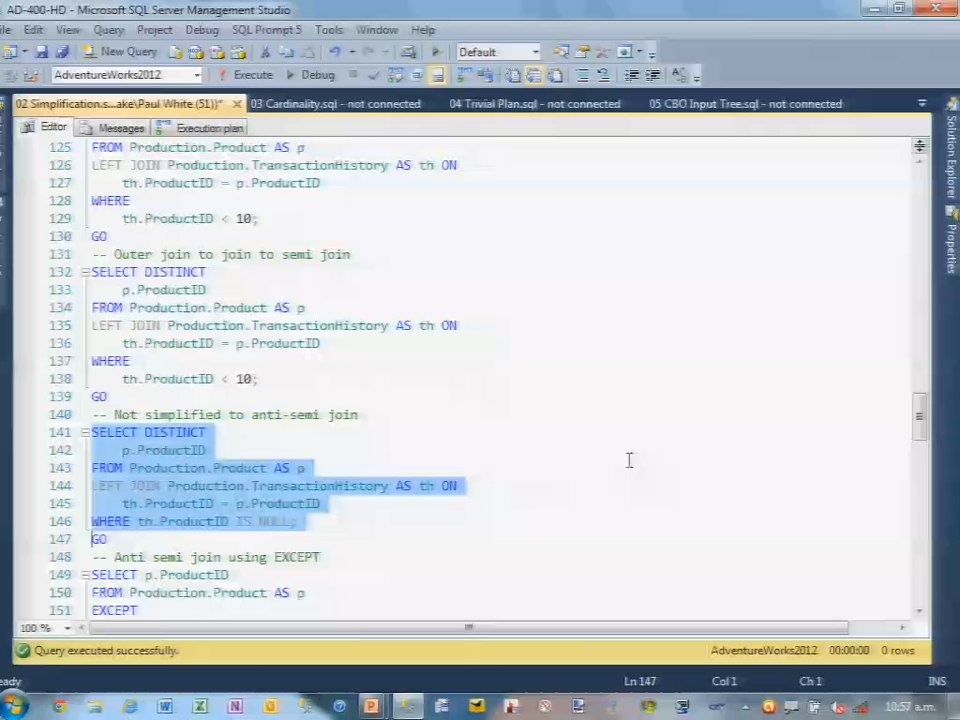 AD-400-HD - Microsoft SQL Server Management Studio
ile Edit View Query Project Debug SQL Prompt 5 Tools Window Help
New Query Default
AdventureWorks2012 Execute Debug
02 Simplification.s...ake\Paul White (51))* 03 Cardinality.sql - not connected 04 Trivial Plan.sql - not connected 05 CBO Input Tree.sql - not connected
Editor Messages Execution plan
125 FROM Production.Product AS p
126 LEFT JOIN Production.TransactionHistory AS th ON
127 th.ProductID = p.ProductID
128 WHERE
129 th.ProductID < 10;
130 GO
131 -- Outer join to join to semi join
132 SELECT DISTINCT
133 p.ProductID
134 FROM Production.Product AS p
135 LEFT JOIN Production.TransactionHistory AS th ON
136 th.ProductID = p.ProductID
137 WHERE
138 th.ProductID < 10;
139 GO
140 -- Not simplified to anti-semi join
141 SELECT DISTINCT
142 p.ProductID
143 FROM Production.Product AS p
144 LEFT JOIN Production.TransactionHistory AS th ON
145 th.ProductID = p.ProductID
146 WHERE th.ProductID IS NULL;
147 GO
148 -- Anti semi join using EXCEPT
149 SELECT p.ProductID
150 FROM Production.Product AS p
151 EXCEPT
100 %
Query executed successfully. AdventureWorks2012 00:00:00 0 rows
eady Ln 147 Col 1 Ch 1 INS
10:57 a.m.
Solution Explorer
Properties